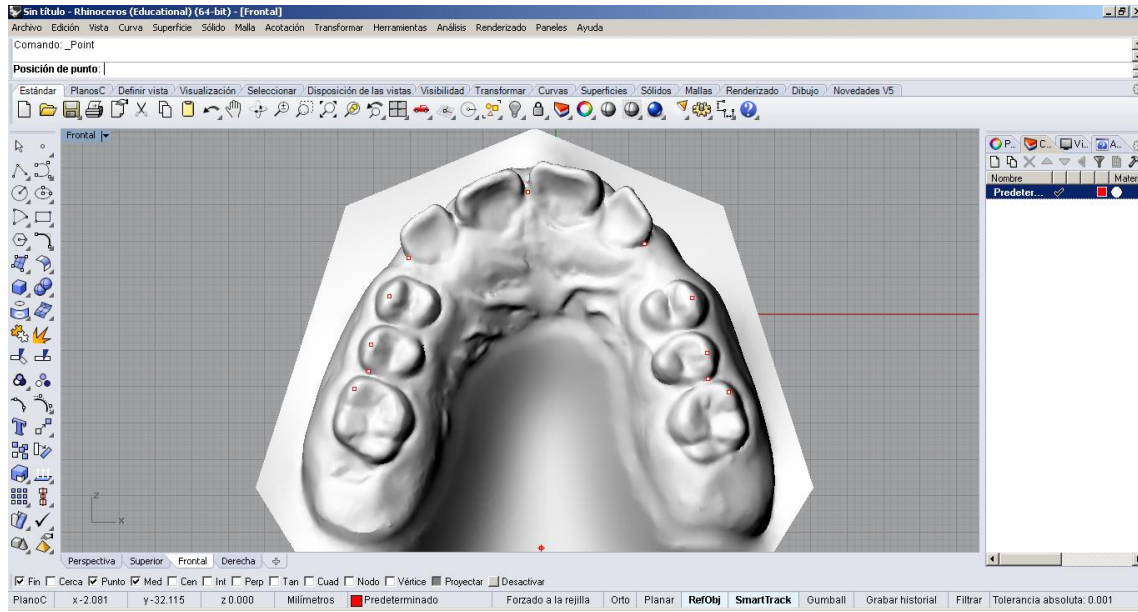 Sin título - Rhinoceros (Educational) (64-bit) - [Frontal]
Archivo Edición Vista Curva Superficie Sólido Malla Acotación Transformar Herramientas Análisis Renderizado Paneles Ayuda
Comando: _Point
Posición de punto:
Estándar PlanosC Definir vista Visualización Seleccionar Disposición de las vistas Visibilidad Transformar Curvas Superficies Sólidos Mallas Renderizado Dibujo Novedades V5
Frontal
P.. C.. Vi.. A..
Nombre Mater
Predeter...
z
x
Perspectiva Superior Frontal Derecha
Fin Cerca Punto Med Cen Int Perp Tan Cuad Nodo Vértice Proyectar Desactivar
PlanoC x -2.081 y -32.115 z 0.000 Milímetros Predeterminado Forzado a la rejilla Orto Planar RefObj SmartTrack Gumball Grabar historial Filtrar Tolerancia absoluta: 0.001